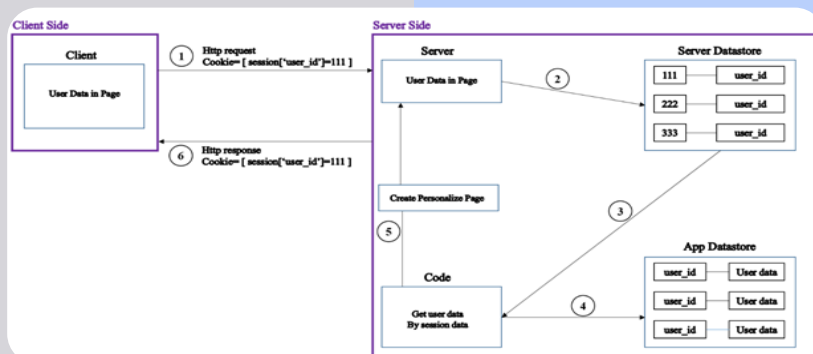 Client Side
Client
User Data in Page
1
Http request
Cookie= [ session['user_id']=111 ]
6
Http response
Cookie= [ session['user_id']=111 ]
Server Side
Server
User Data in Page
2
Server Datastore
111
user_id
222
user_id
333
user_id
3
Create Personalize Page
5
Code
Get user data
By session data
4
App Datastore
user_id
User data
user_id
User data
user_id
User data